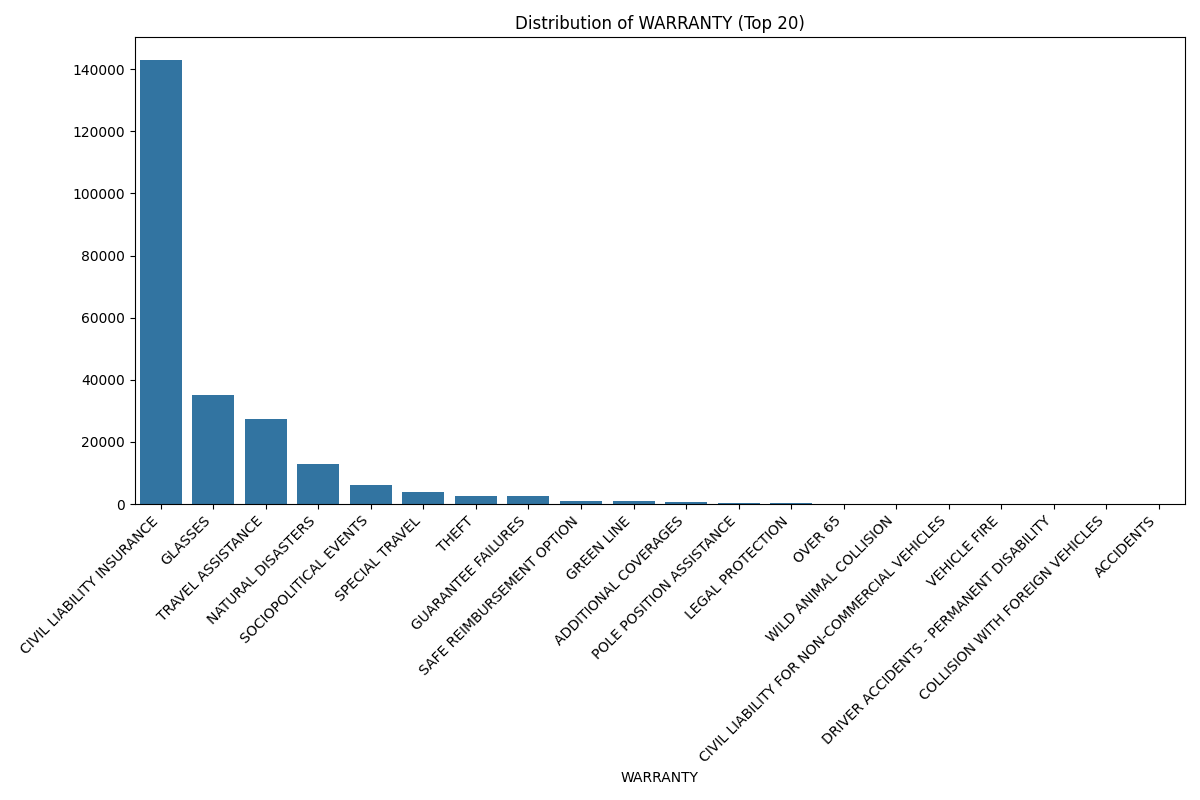 Distribution of WARRANTY (Top 20)
140000
120000
100000
80000
60000
40000
20000
0
CIVIL LIABILITY INSURANCE
GLASSES
TRAVEL ASSISTANCE
NATURAL DISASTERS
SOCIOPOLITICAL EVENTS
SPECIAL TRAVEL
THEFT
GUARANTEE FAILURES
SAFE REIMBURSEMENT OPTION
GREEN LINE
ADDITIONAL COVERAGES
POLE POSITION ASSISTANCE
LEGAL PROTECTION
OVER 65
WILD ANIMAL COLLISION
CIVIL LIABILITY FOR NON-COMMERCIAL VEHICLES
VEHICLE FIRE
DRIVER ACCIDENTS - PERMANENT DISABILITY
COLLISION WITH FOREIGN VEHICLES
ACCIDENTS
WARRANTY